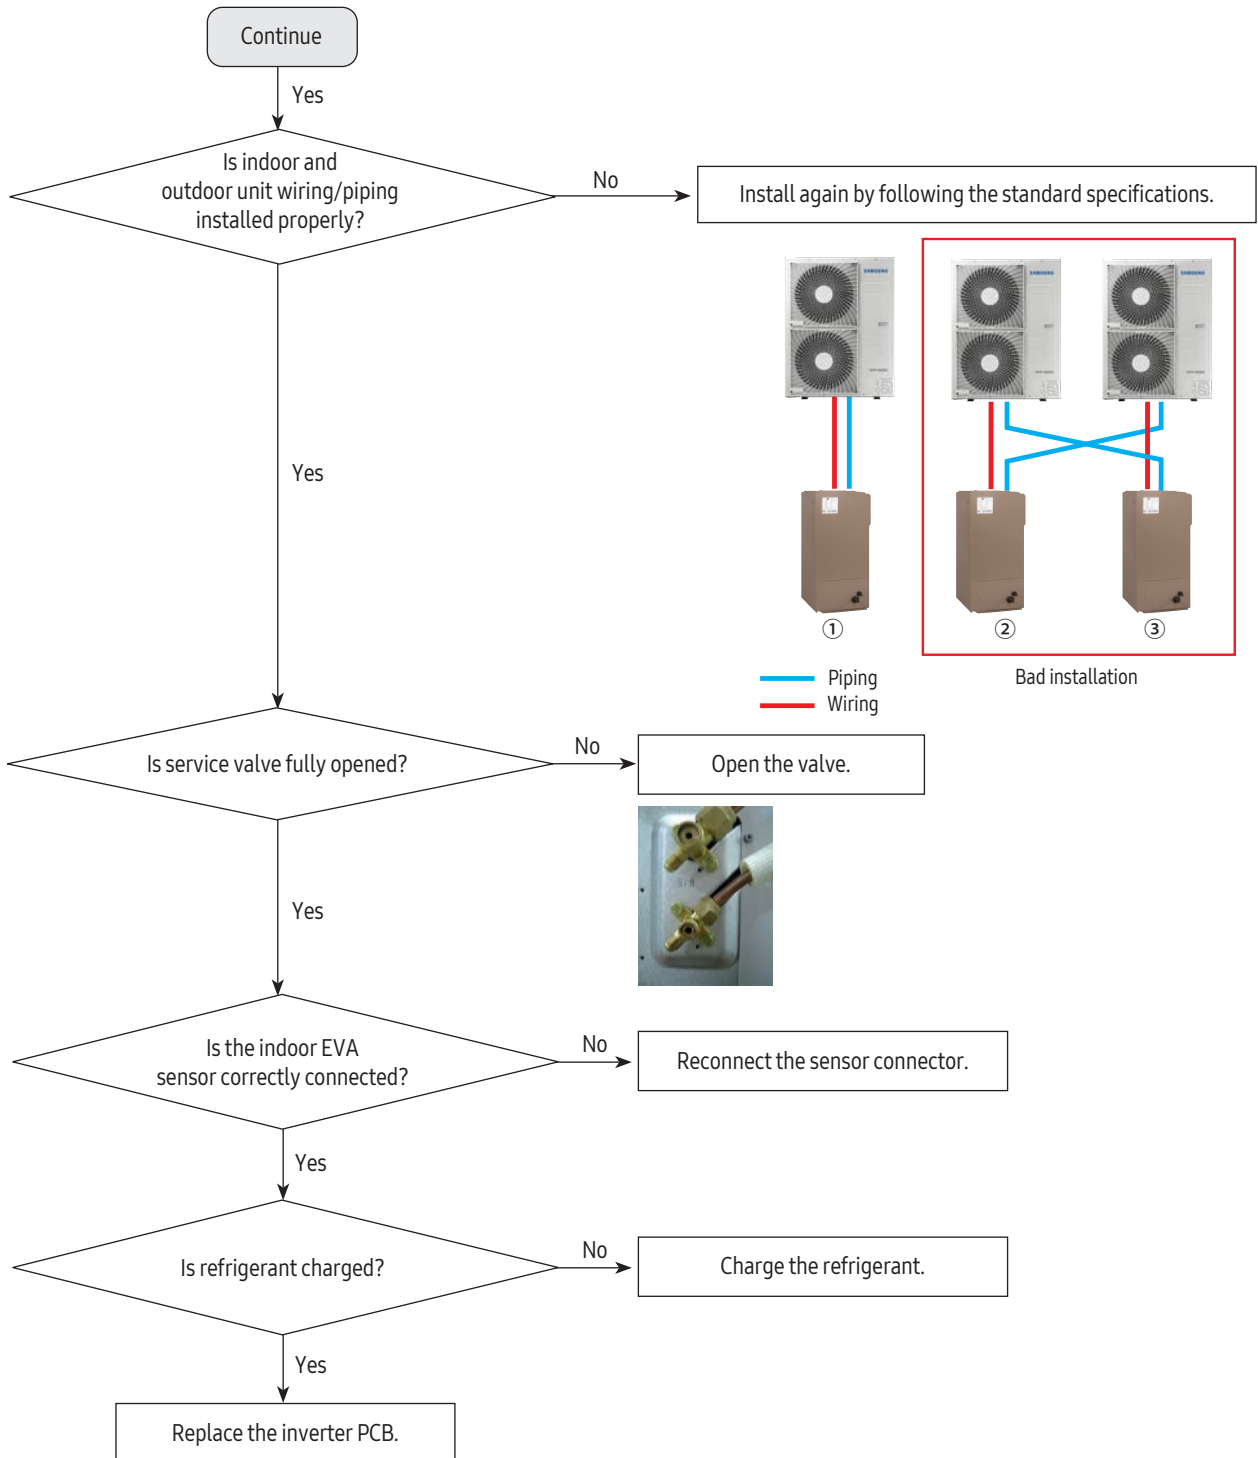 Continue
Yes
Is indoor and
outdoor unit wiring/piping
installed properly?
No
Install again by following the standard specifications.
SAMSUNG
SAMSUNG
SAMSUNG
①
②
③
Piping
Wiring
Bad installation
Yes
Is service valve fully opened?
No
Open the valve.
Yes
Is the indoor EVA
sensor correctly connected?
No
Reconnect the sensor connector.
Yes
Is refrigerant charged?
No
Charge the refrigerant.
Yes
Replace the inverter PCB.